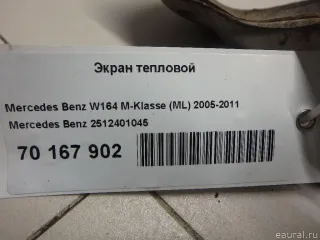 Экран тепловой
Mercedes Benz W164 M-Klasse (ML) 2005-2011
Mercedes Benz 2512401045
70 167 902
eaural.ru